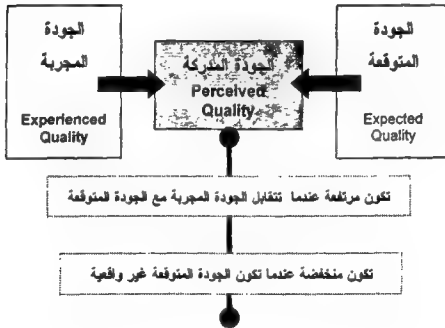 الجودة
المتوقعة
Expected
Quality
الجودة المدركة
Perceived
Quality
الجودة
المجربة
Experienced
Quality
تكون مرتفعة عندما تتقابل الجودة المجربة مع الجودة المتوقعة
تكون منخفضة عندما تكون الجودة المتوقعة غير واقعية